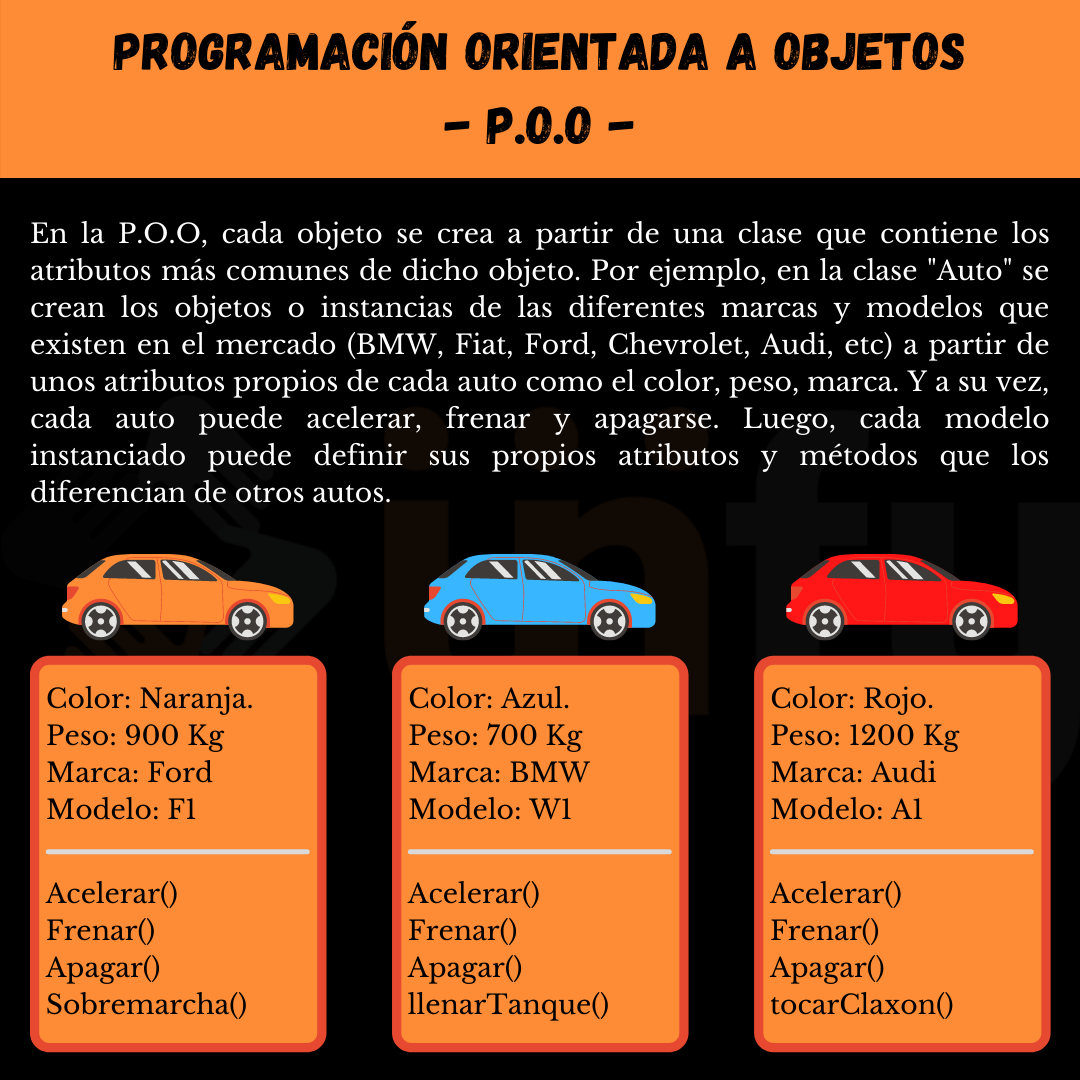 PROGRAMACIÓN ORIENTADA A OBJETOS
– P.O.O –
En la P.O.O, cada objeto se crea a partir de una clase que contiene los
atributos más comunes de dicho objeto. Por ejemplo, en la clase "Auto" se
crean los objetos o instancias de las diferentes marcas y modelos que
existen en el mercado (BMW, Fiat, Ford, Chevrolet, Audi, etc) a partir de
unos atributos propios de cada auto como el color, peso, marca. Y a su vez,
cada auto puede acelerar, frenar y apagarse. Luego, cada modelo
instanciado puede definir sus propios atributos y métodos que los
diferencian de otros autos.
Color: Naranja.
Peso: 900 Kg
Marca: Ford
Modelo: F1
Acelerar()
Frenar()
Apagar()
Sobremarcha()
Color: Azul.
Peso: 700 Kg
Marca: BMW
Modelo: W1
Acelerar()
Frenar()
Apagar()
llenarTanque()
Color: Rojo.
Peso: 1200 Kg
Marca: Audi
Modelo: A1
Acelerar()
Frenar()
Apagar()
tocarClaxon()